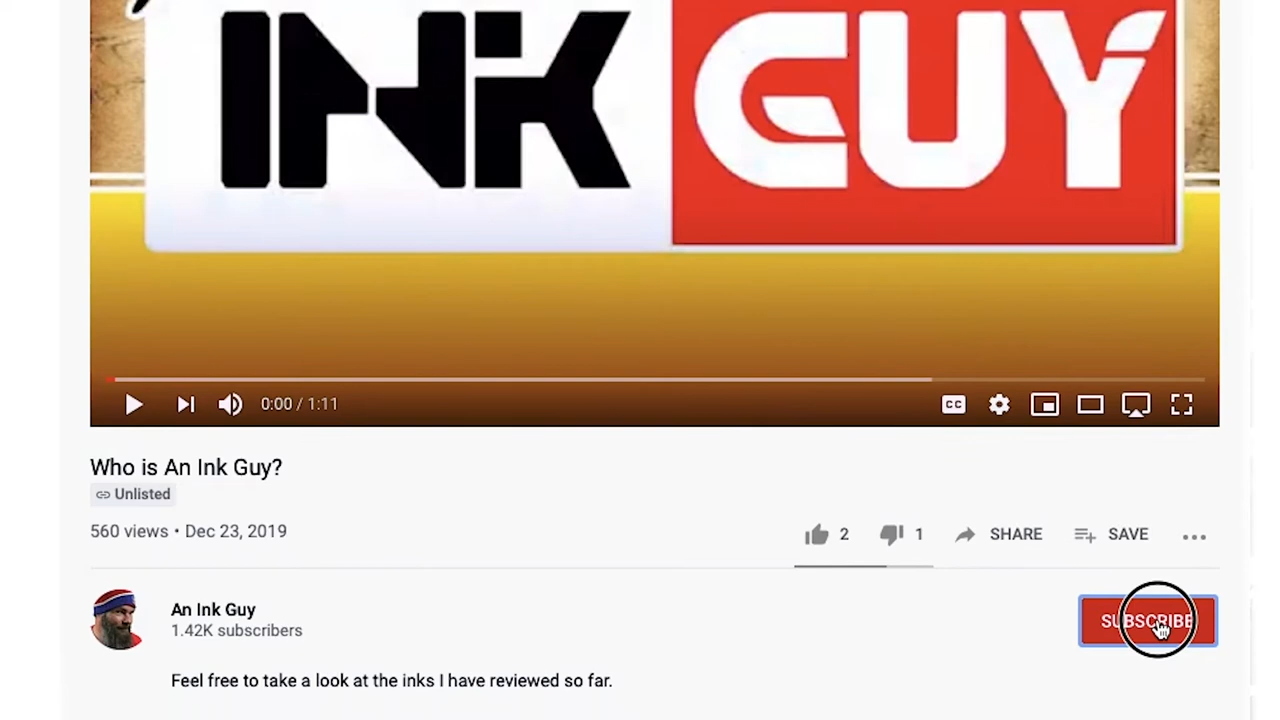 INK GUY
0:00 / 1:11
CC
Who is An Ink Guy?
Unlisted
560 views • Dec 23, 2019
2
1
SHARE
SAVE
An Ink Guy
1.42K subscribers
SUBSCRIBE
Feel free to take a look at the inks I have reviewed so far.